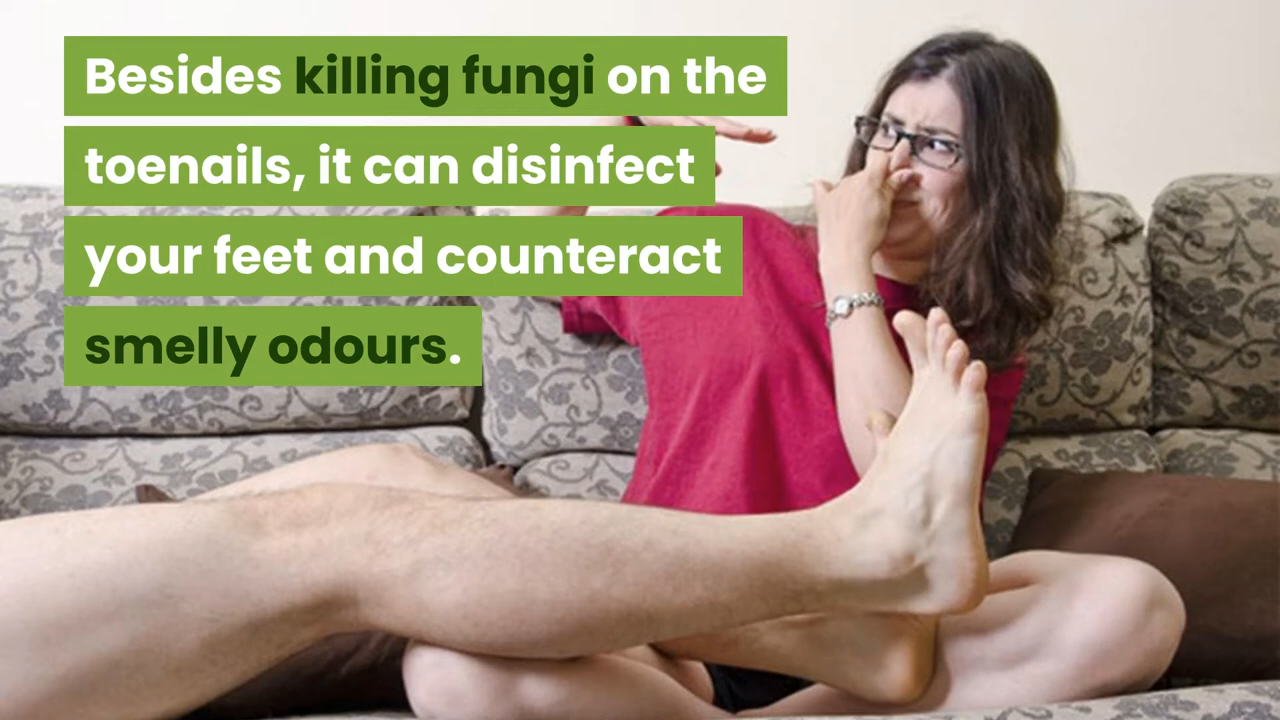 Besides killing fungi on the
toenails, it can disinfect
your feet and counteract
smelly odours.